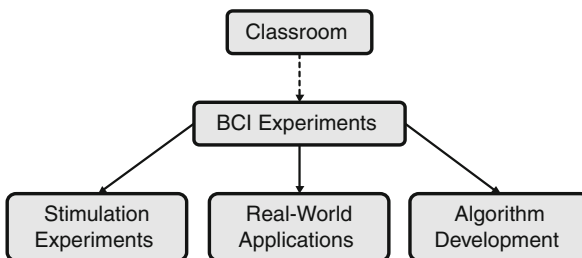 Classroom
BCI Experiments
Stimulation
Experiments
Real-World
Applications
Algorithm
Development